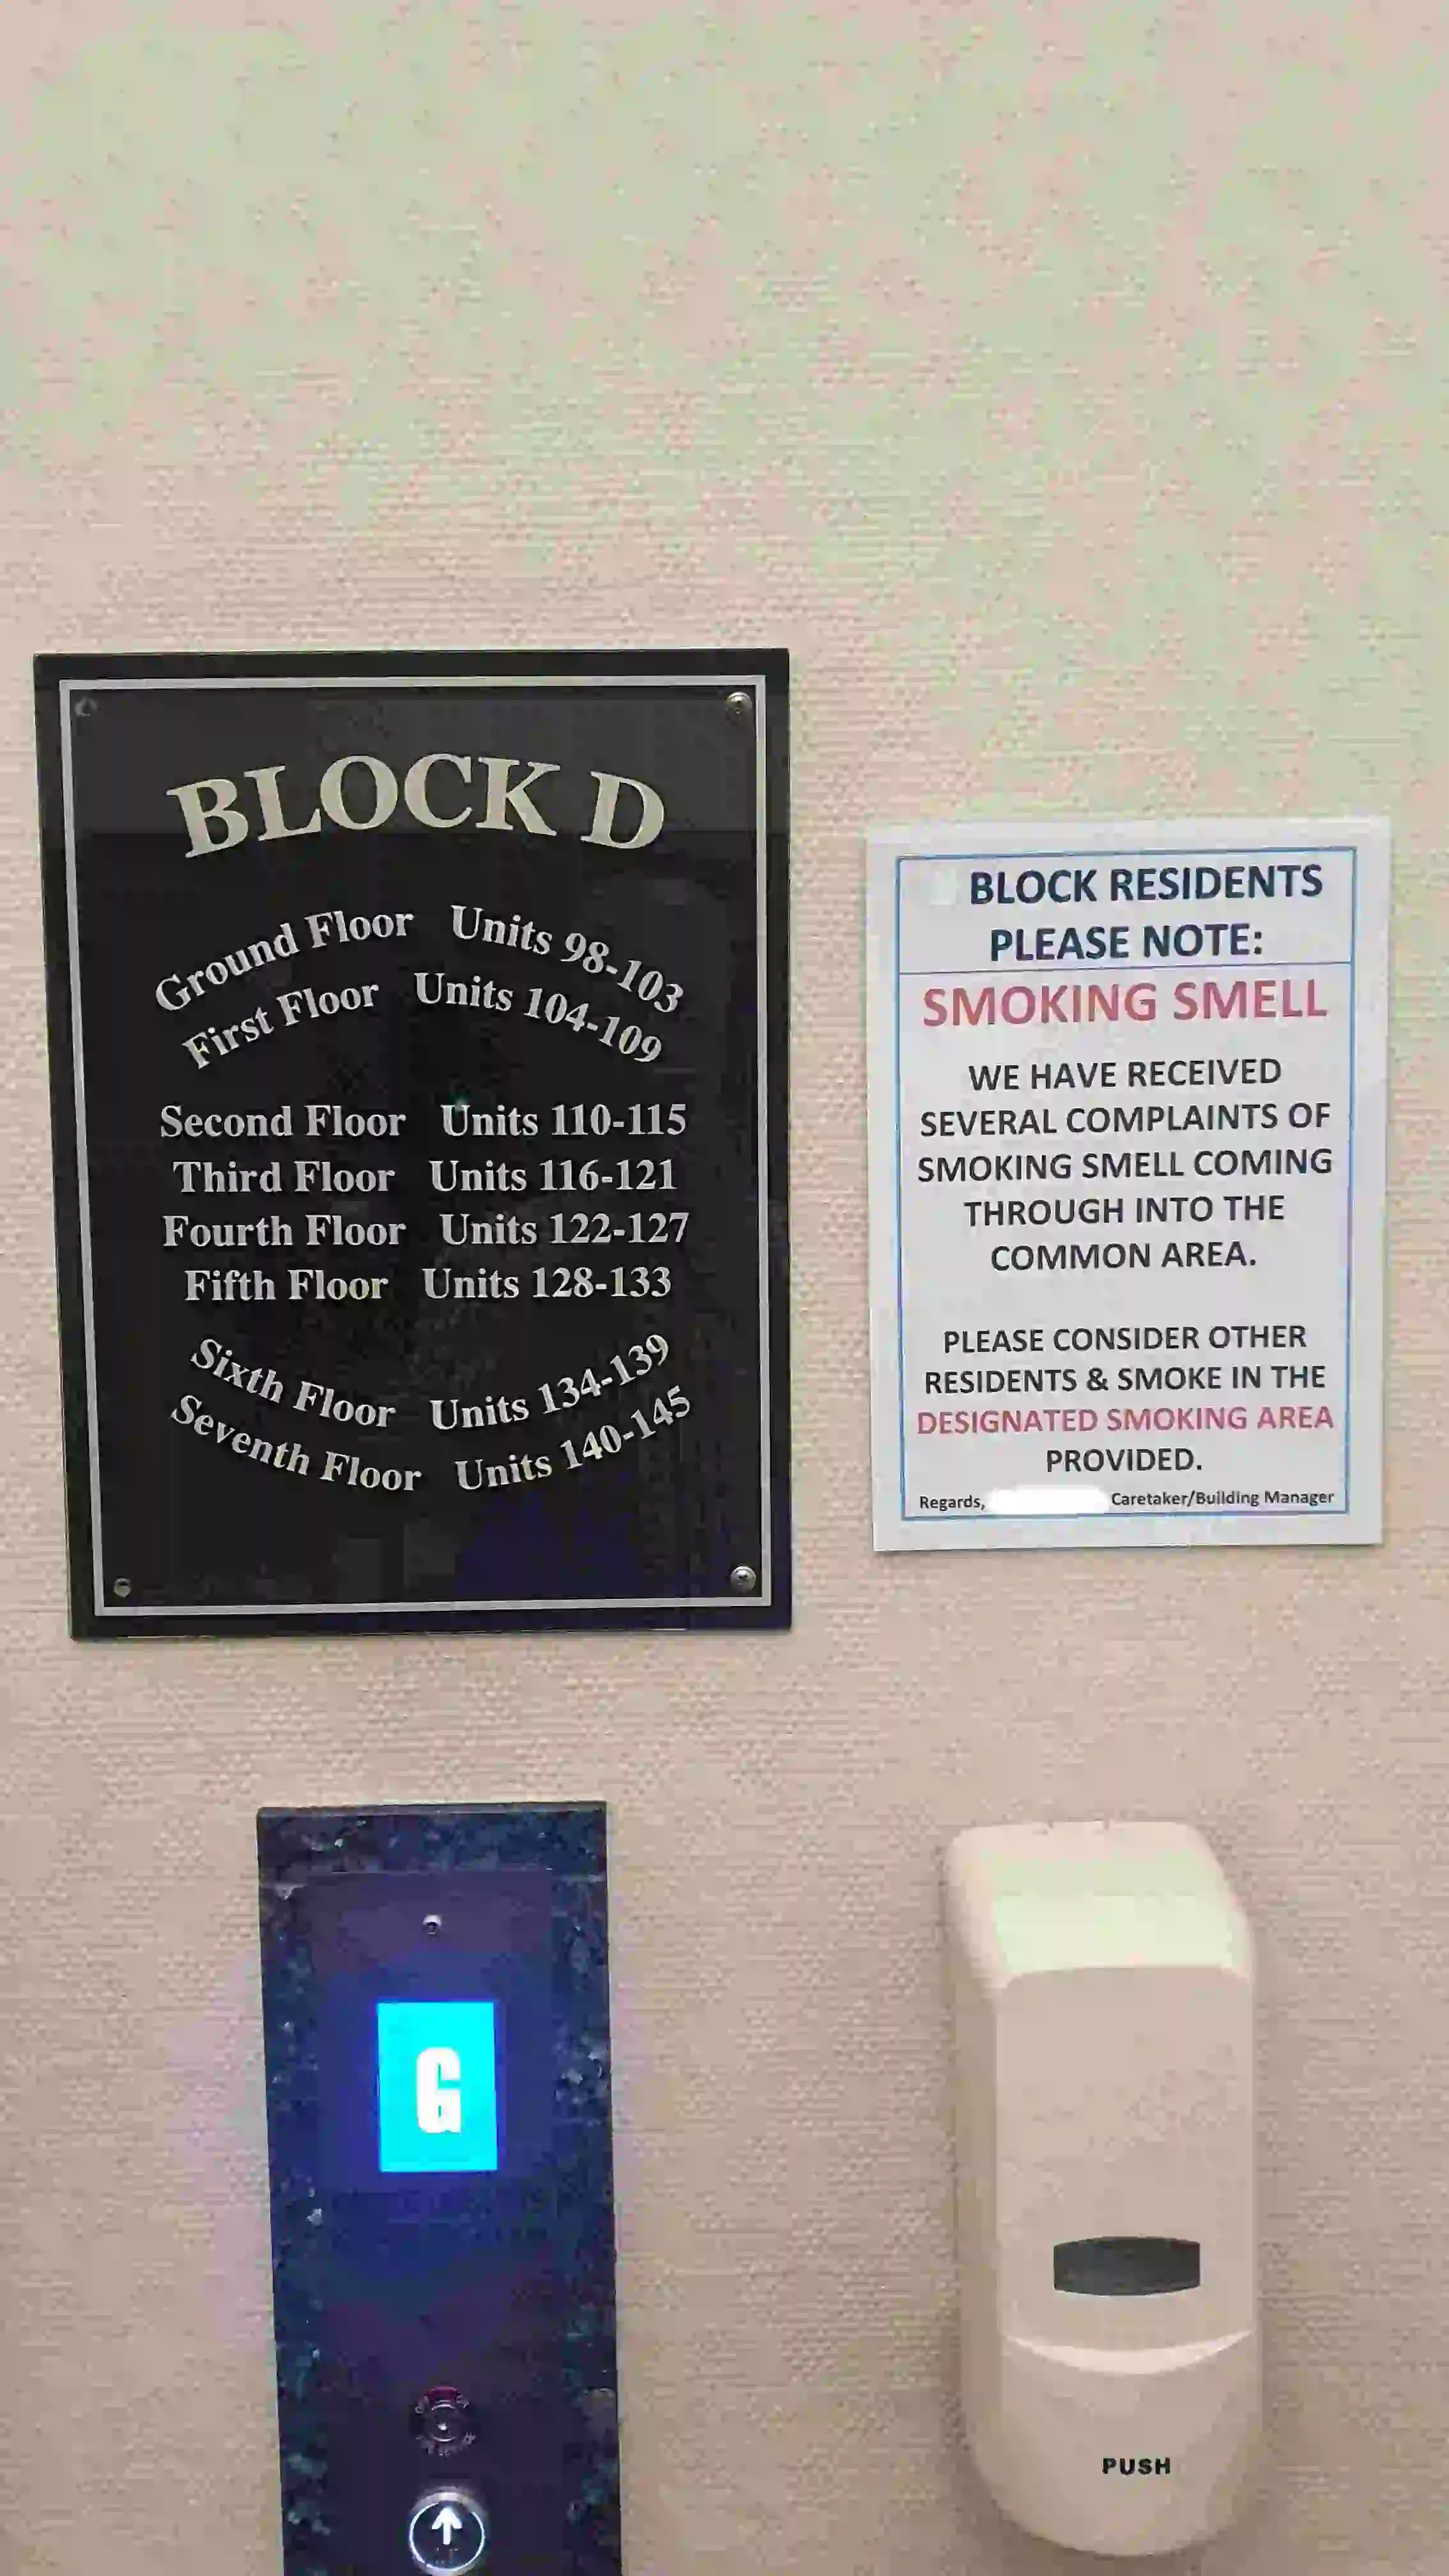 BLOCK D
Ground Floor Units 98-103
First Floor Units 104-109
Second Floor Units 110-115
Third Floor Units 116-121
Fourth Floor Units 122-127
Fifth Floor Units 128-133
Sixth Floor Units 134-139
Seventh Floor Units 140-145
BLOCK RESIDENTS
PLEASE NOTE:
SMOKING SMELL
WE HAVE RECEIVED
SEVERAL COMPLAINTS OF
SMOKING SMELL COMING
THROUGH INTO THE
COMMON AREA.
PLEASE CONSIDER OTHER
RESIDENTS & SMOKE IN THE
DESIGNATED SMOKING AREA
PROVIDED.
Regards, Caretaker/Building Manager
G
PUSH